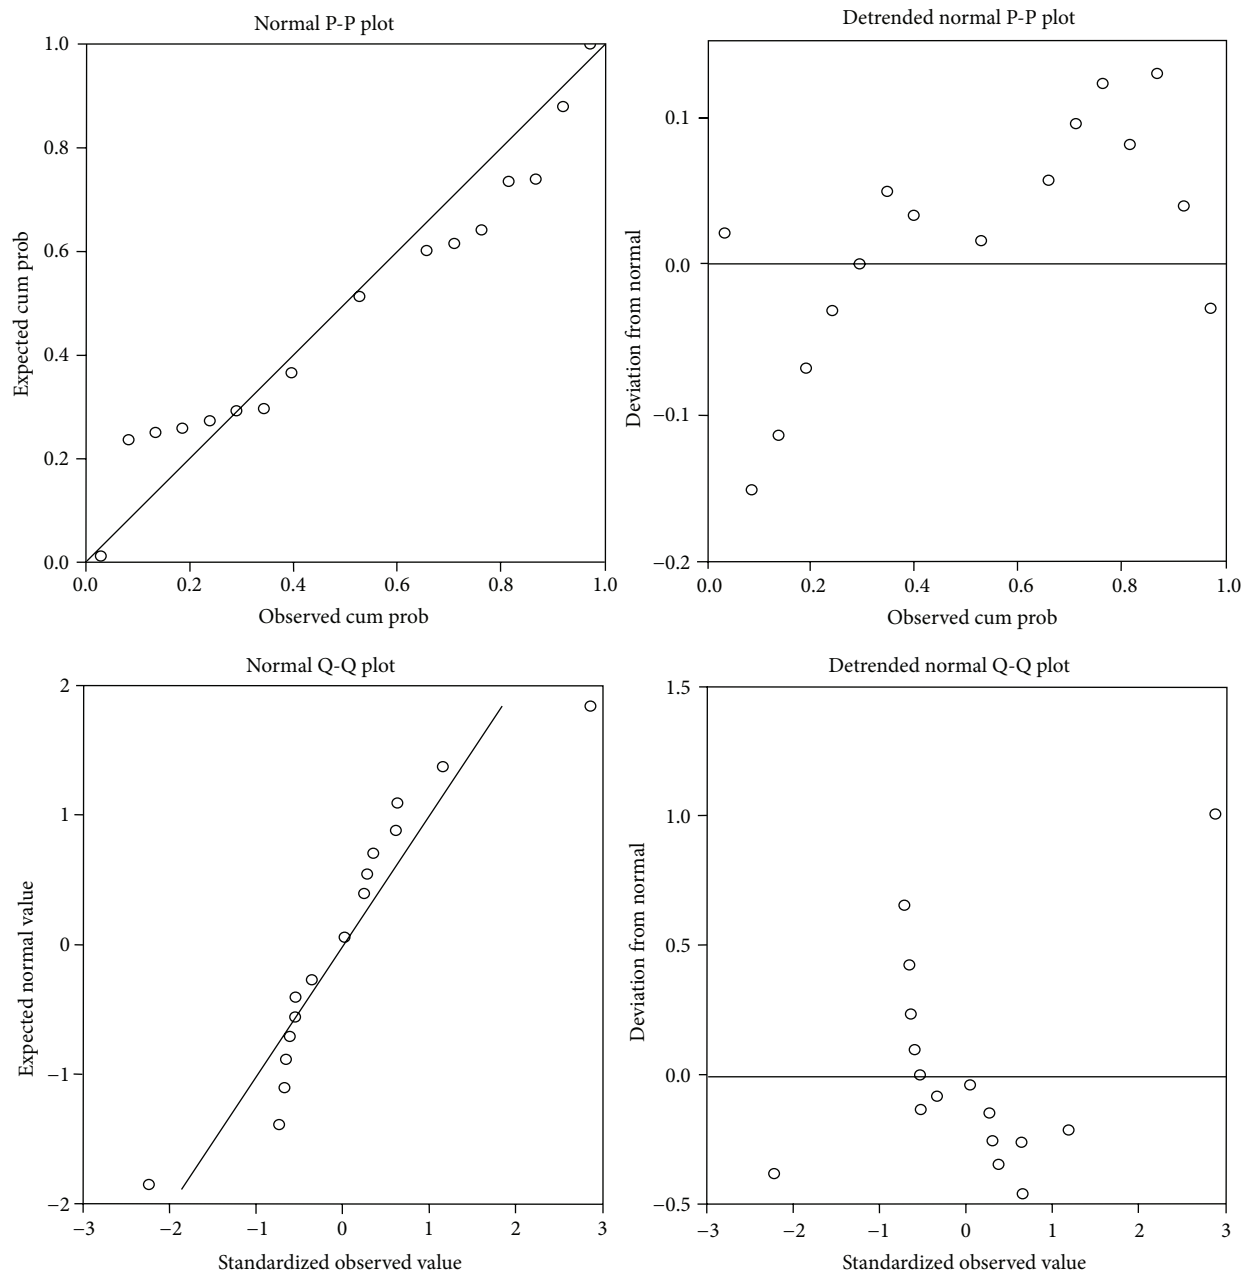 Normal P-P plot
Expected cum prob
1.0
0.8
0.6
0.4
0.2
0.0
0.0 0.2 0.4 0.6 0.8 1.0
Observed cum prob
Detrended normal P-P plot
Deviation from normal
0.1
0.0
−0.1
−0.2
0.0 0.2 0.4 0.6 0.8 1.0
Observed cum prob
Normal Q-Q plot
Expected normal value
2
1
0
−1
−2
−3 −2 −1 0 1 2 3
Standardized observed value
Detrended normal Q-Q plot
Deviation from normal
1.5
1.0
0.5
0.0
−0.5
−3 −2 −1 0 1 2 3
Standardized observed value